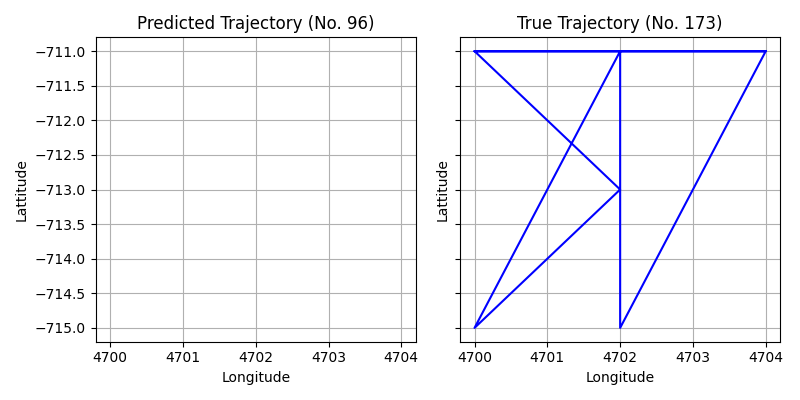 Predicted Trajectory (No. 96)
True Trajectory (No. 173)
−711.0
−711.5
−712.0
−712.5
−713.0
−713.5
−714.0
−714.5
−715.0
Lattitude
Lattitude
4700 4701 4702 4703 4704
4700 4701 4702 4703 4704
Longitude
Longitude